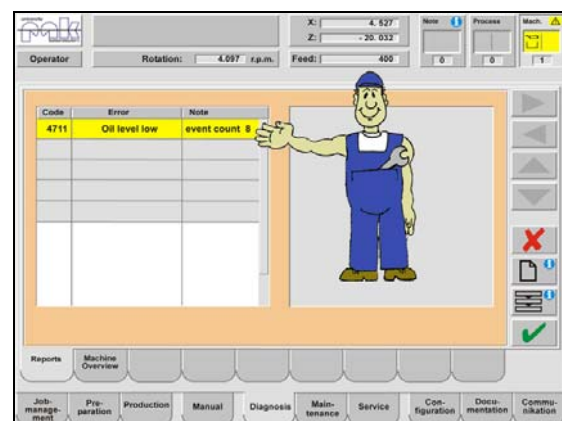 X: 4. 527
Z: - 20. 032
Note
Process
Mach.
Operator
Rotation: 4.097 r.p.m.
Feed: 400
0
0
1
Code Error Note
4711 Oil level low event count 8
Reports
Machine
Overview
Job-
manage-
ment
Pre-
paration
Production
Manual
Diagnosis
Main-
tenance
Service
Con-
figuration
Docu-
mentation
Commu-
nikation